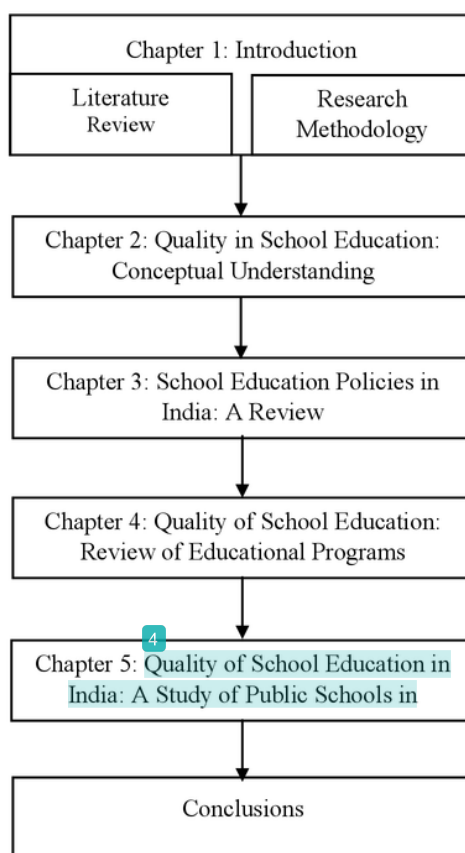 Chapter 1: Introduction
Literature
Review
Research
Methodology
Chapter 2: Quality in School Education:
Conceptual Understanding
Chapter 3: School Education Policies in
India: A Review
Chapter 4: Quality of School Education:
Review of Educational Programs
4
Chapter 5: Quality of School Education in
India: A Study of Public Schools in
Conclusions